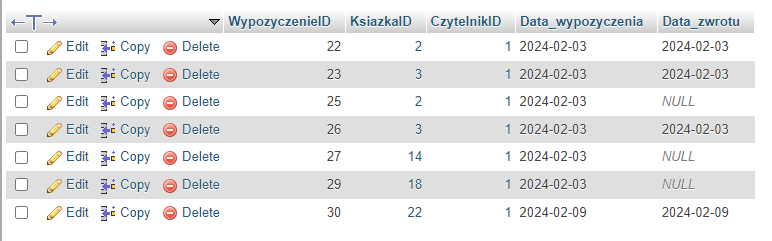 WypozyczenieID KsiazkaID CzytelnikID Data_wypozyczenia Data_zwrotu
Edit Copy Delete 22 2 1 2024-02-03 2024-02-03
Edit Copy Delete 23 3 1 2024-02-03 2024-02-03
Edit Copy Delete 25 2 1 2024-02-03 NULL
Edit Copy Delete 26 3 1 2024-02-03 2024-02-03
Edit Copy Delete 27 14 1 2024-02-03 NULL
Edit Copy Delete 29 18 1 2024-02-03 NULL
Edit Copy Delete 30 22 1 2024-02-09 2024-02-09